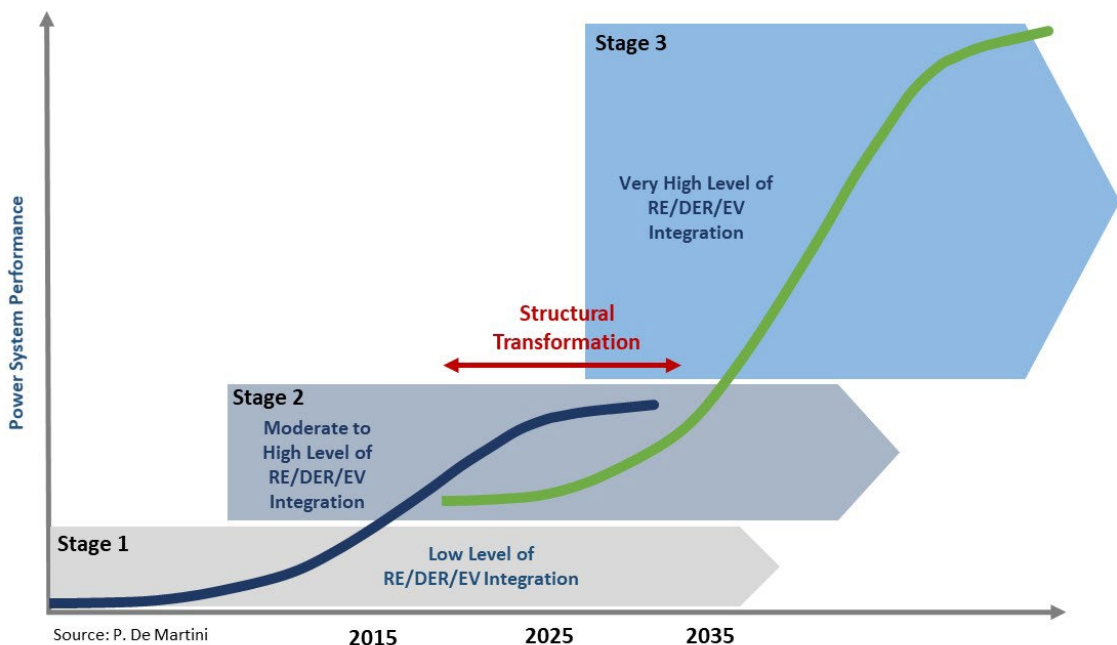 Power System Performance
Stage 3
Very High Level of
RE/DER/EV
Integration
Structural
Transformation
Stage 2
Moderate to
High Level of
RE/DER/EV
Integration
Stage 1
Low Level of
RE/DER/EV Integration
Source: P. De Martini
2015
2025
2035